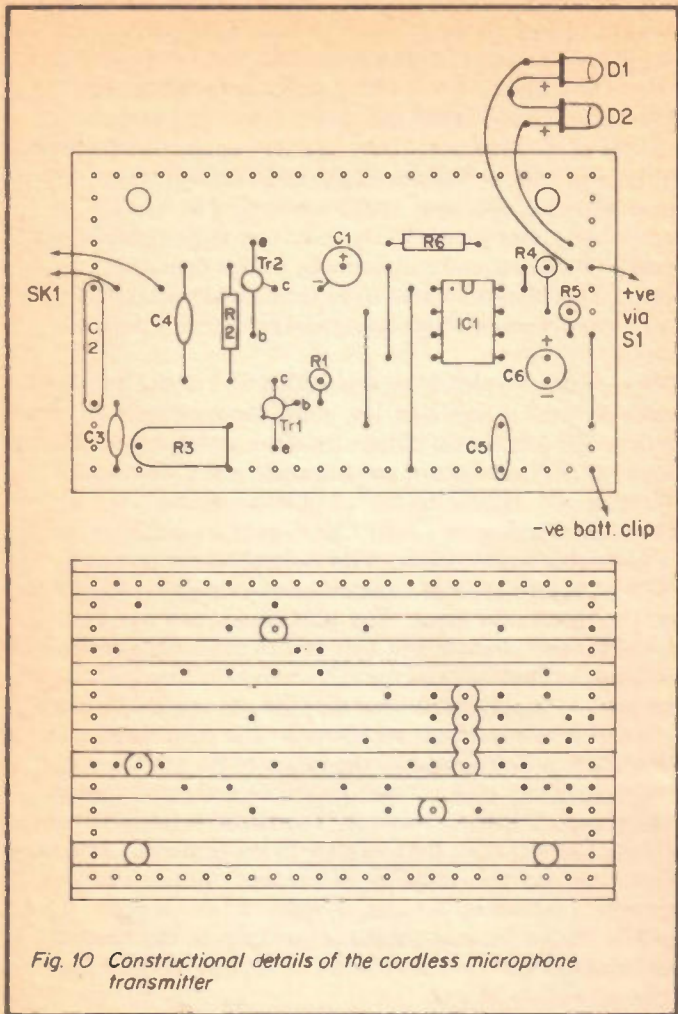 D1
+
D2
+
e
C1
+
R6
Tr2
c
R4
SK1
R5
+ve
via
S1
C2
C4
R2
b
IC1
+
C6
c
R1
b
Tr1
C3
R3
e
C5
-ve batt. clip
Fig. 10 Constructional details of the cordless microphone
transmitter